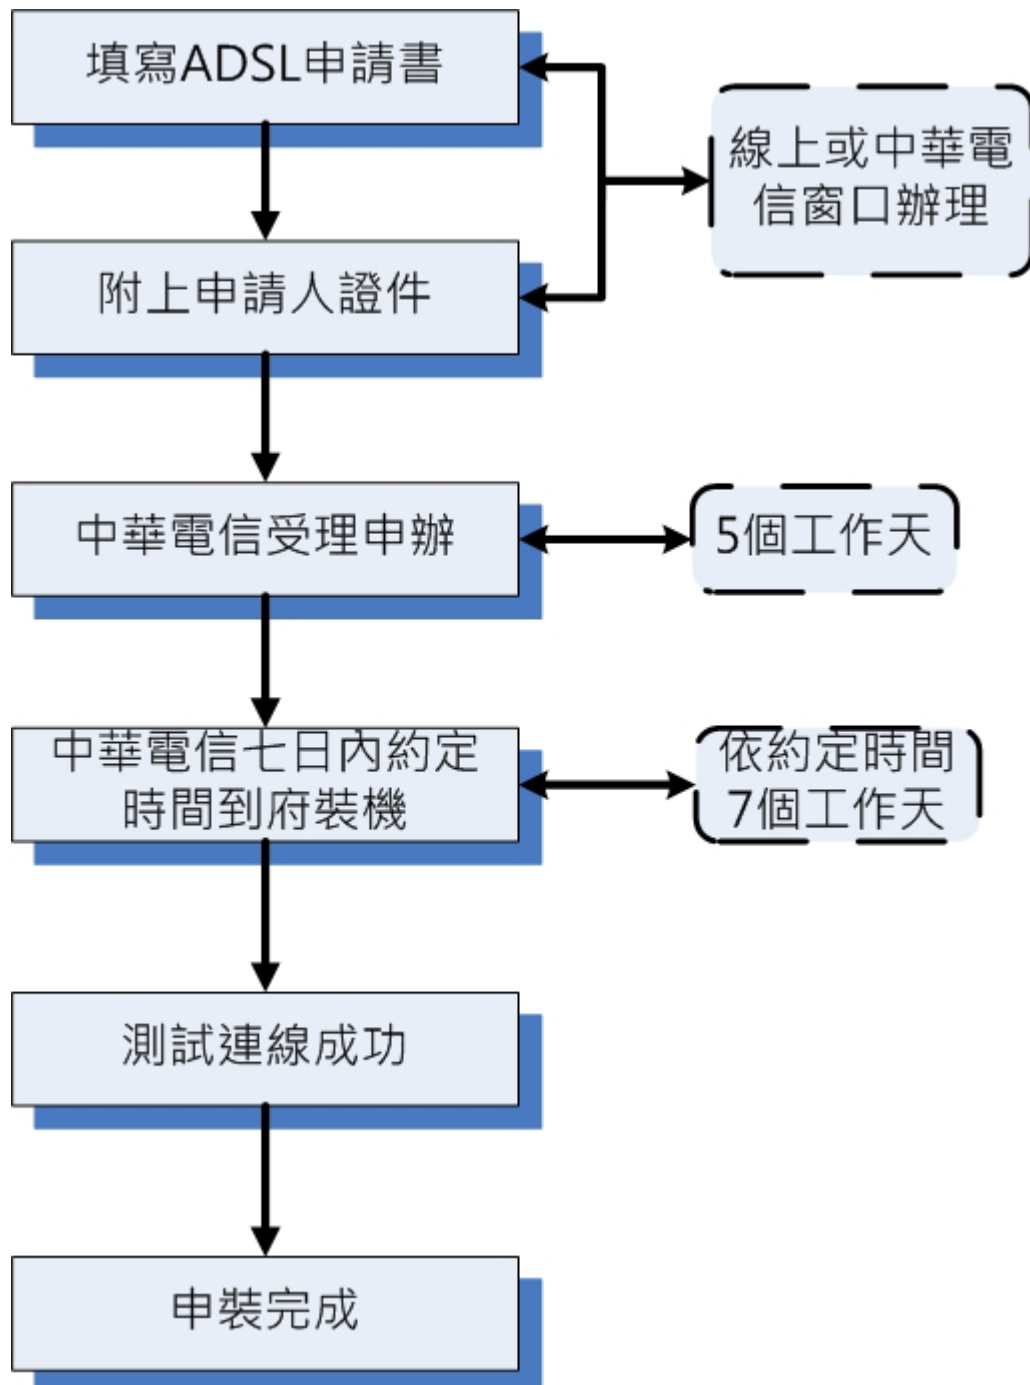 填寫ADSL申請書
線上或中華電
信窗口辦理
附上申請人證件
中華電信受理申辦
5個工作天
中華電信七日內約定
時間到府裝機
依約定時間
7個工作天
測試連線成功
申裝完成